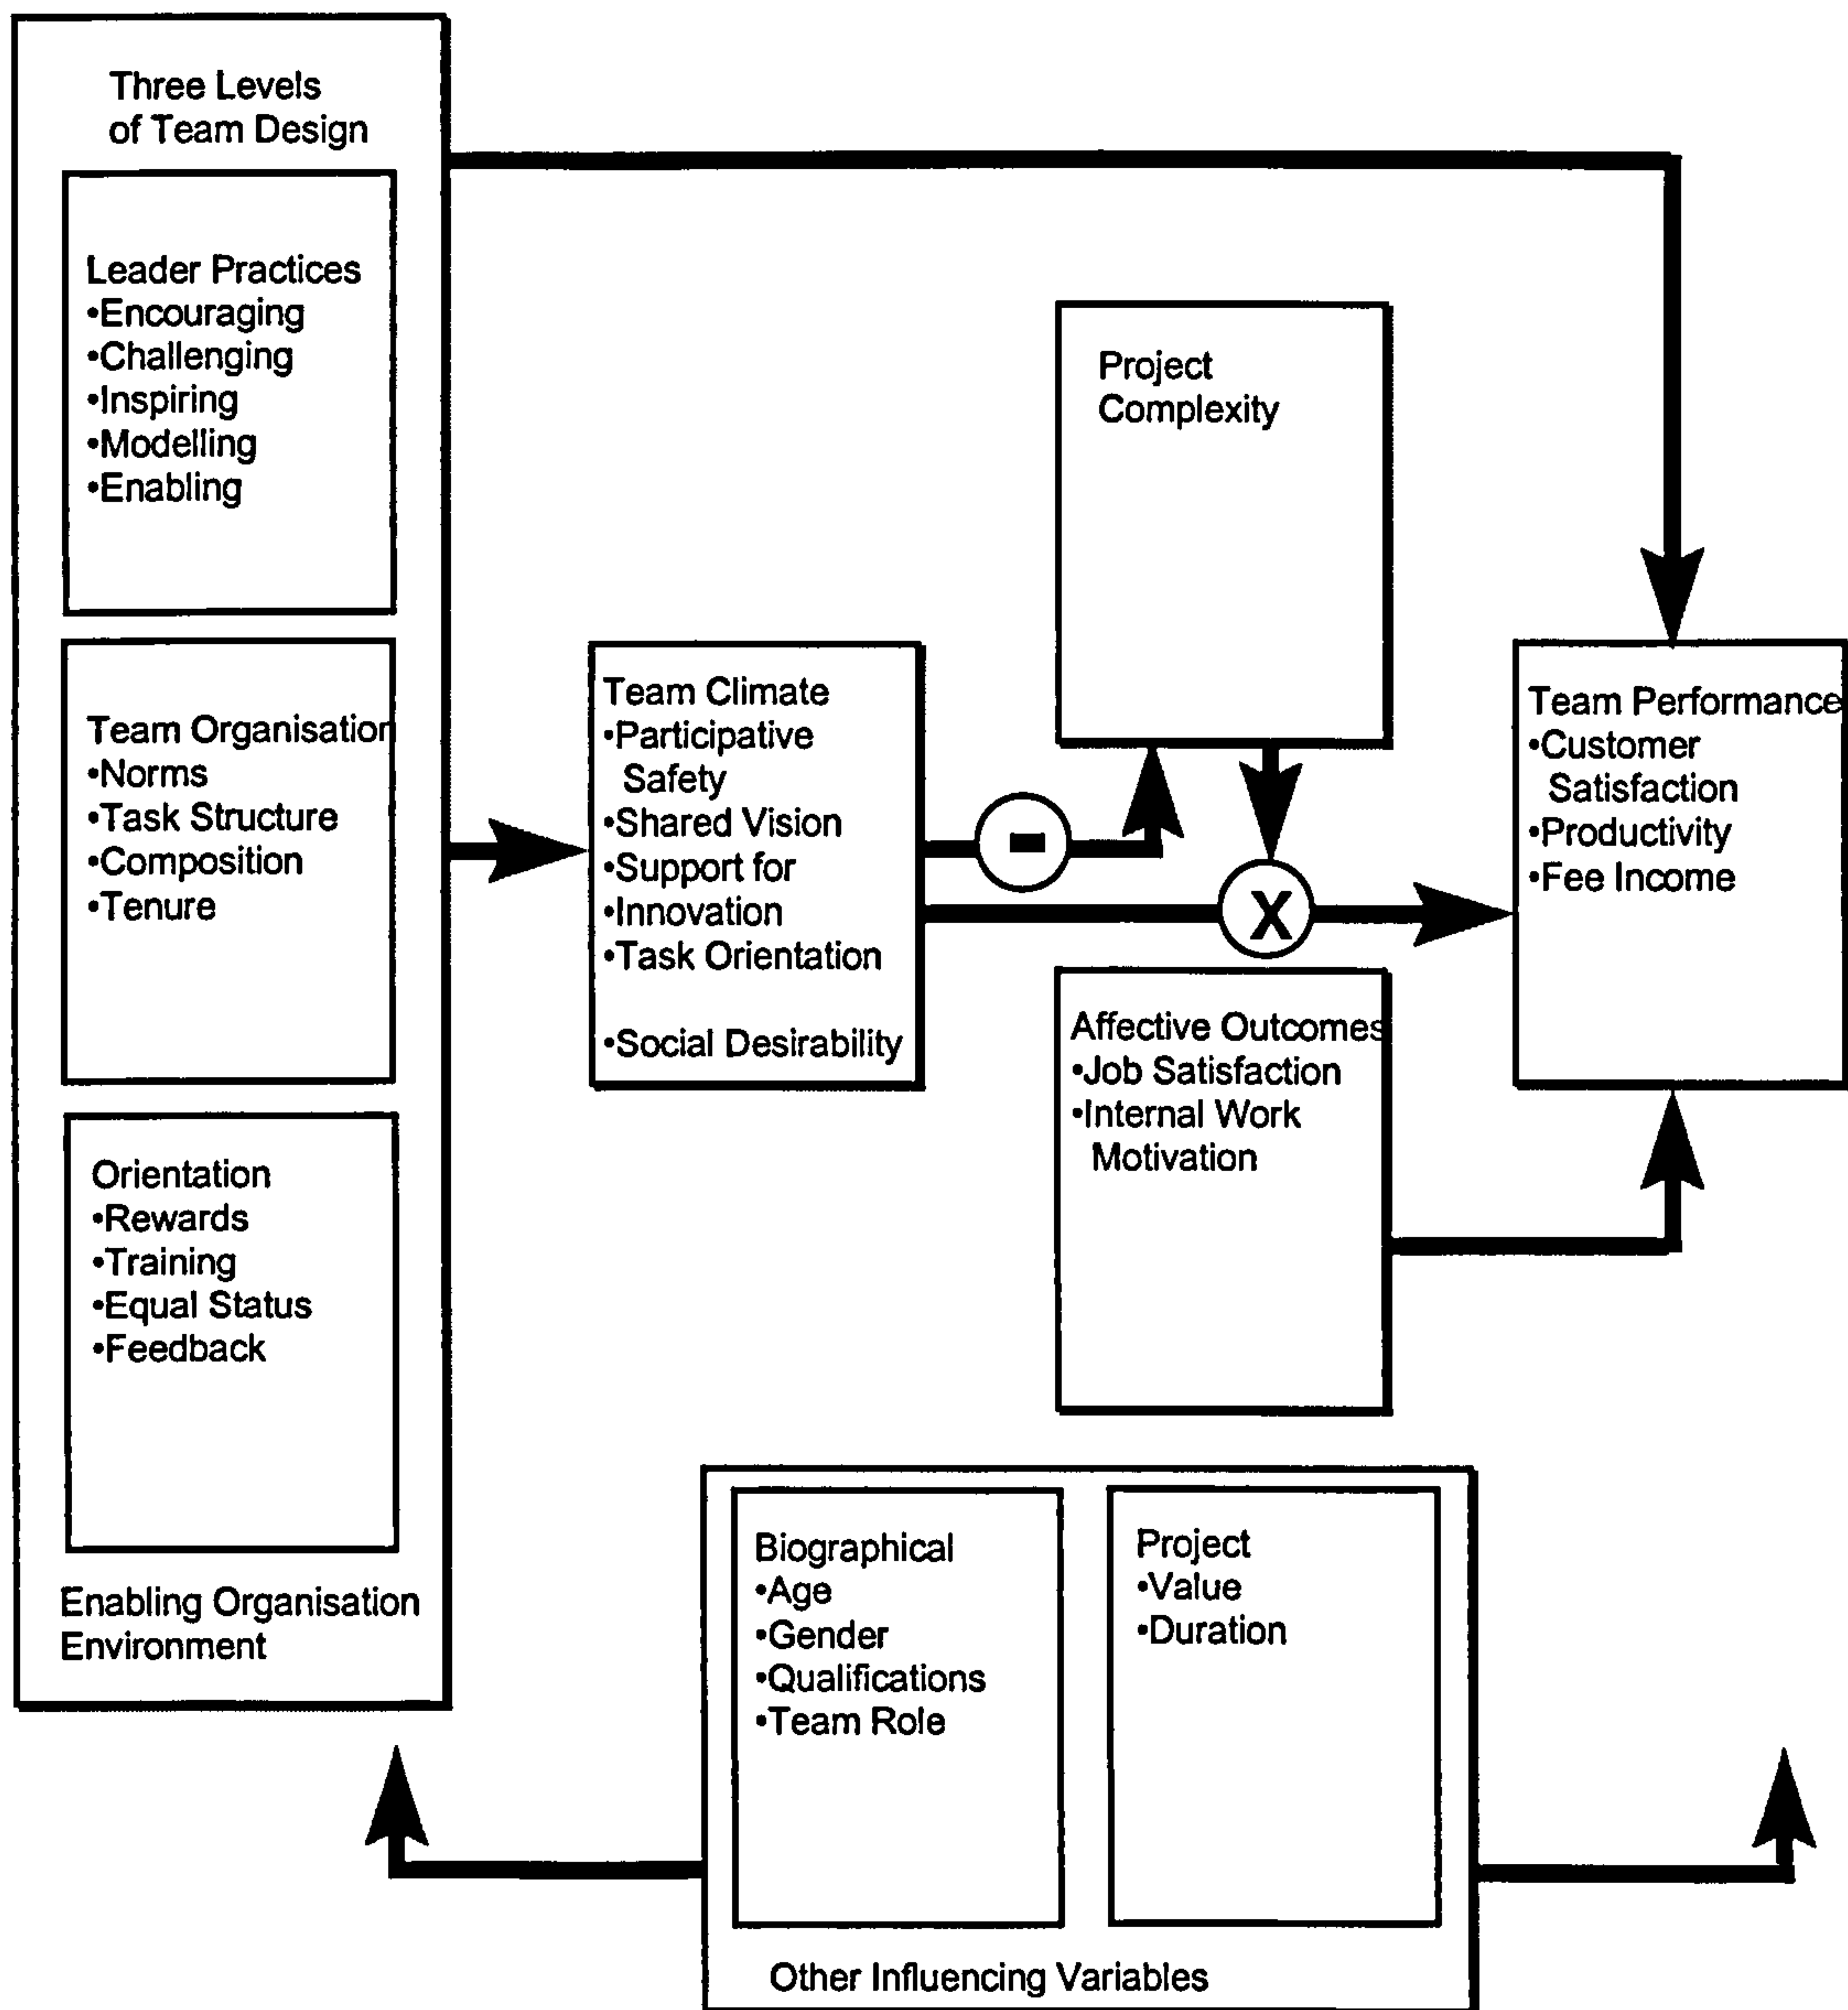 Three Levels
of Team Design
Leader Practices
•Encouraging
•Challenging
•Inspiring
•Modelling
•Enabling
Team Organisation
•Norms
•Task Structure
•Composition
•Tenure
Orientation
•Rewards
•Training
•Equal Status
•Feedback
Enabling Organisation
Environment
Team Climate
•Participative
Safety
•Shared Vision
•Support for
•Innovation
•Task Orientation
•Social Desirability
Project
Complexity
-
X
Affective Outcomes
•Job Satisfaction
•Internal Work
Motivation
Team Performance
•Customer
Satisfaction
•Productivity
•Fee Income
Biographical
•Age
•Gender
•Qualifications
•Team Role
Project
•Value
•Duration
Other Influencing Variables